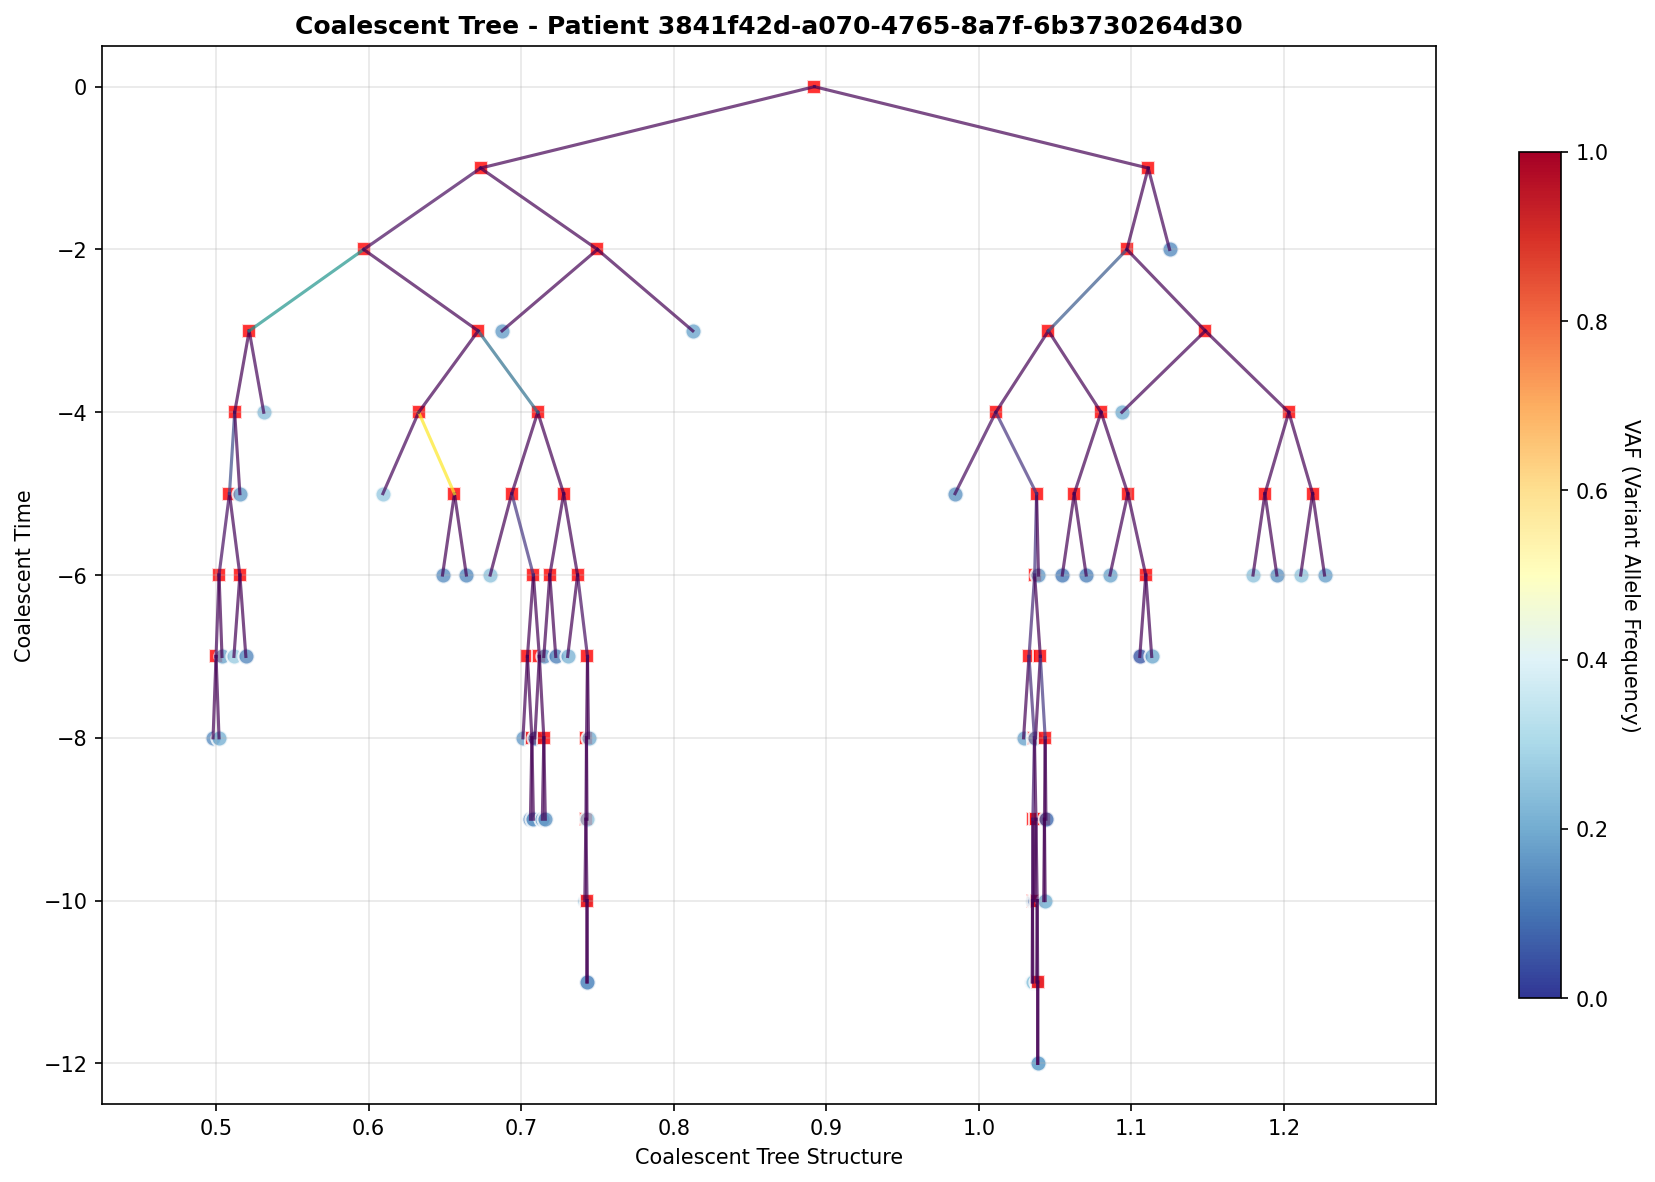 Coalescent Tree - Patient 3841f42d-a070-4765-8a7f-6b3730264d30
0
−2
−4
−6
−8
−10
−12
Coalescent Time
0.5 0.6 0.7 0.8 0.9 1.0 1.1 1.2
Coalescent Tree Structure
1.0
0.8
0.6
0.4
0.2
0.0
VAF (Variant Allele Frequency)